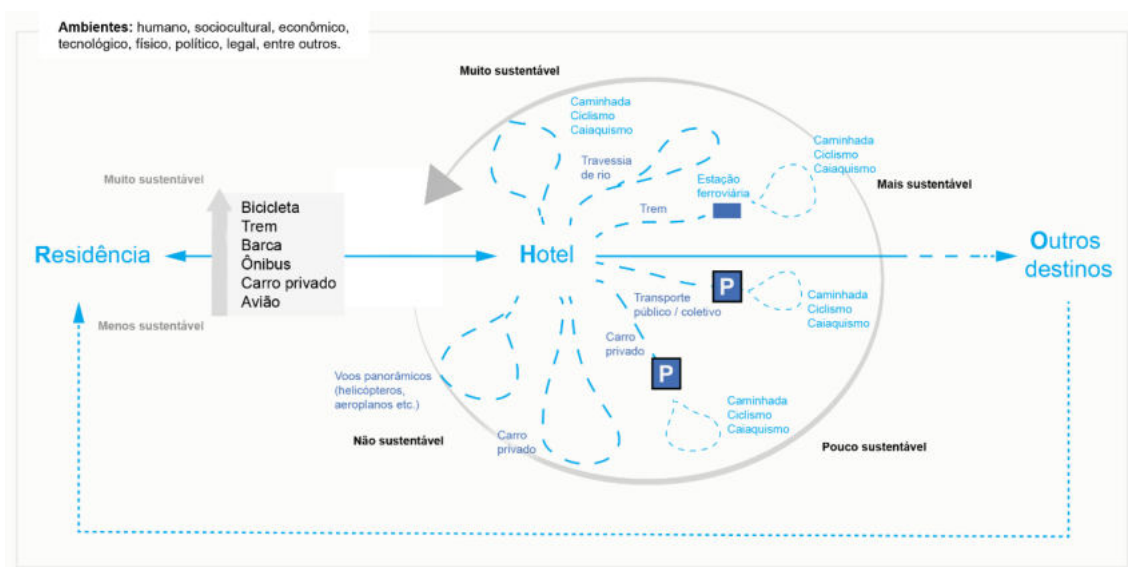 Ambientes: humano, sociocultural, econômico,
tecnológico, físico, político, legal, entre outros.
Muito sustentável
Caminhada
Ciclismo
Caiaquismo
Travessia
de rio
Estação
ferroviária
Trem
Caminhada
Ciclismo
Caiaquismo
Mais sustentável
Muito sustentável
Bicicleta
Trem
Barca
Ônibus
Carro privado
Avião
Menos sustentável
Residência
Hotel
Outros
destinos
Transporte
público / coletivo
P
Caminhada
Ciclismo
Caiaquismo
Carro
privado
P
Caminhada
Ciclismo
Caiaquismo
Pouco sustentável
Voos panorâmicos
(helicópteros,
aeroplanos etc.)
Não sustentável
Carro
privado